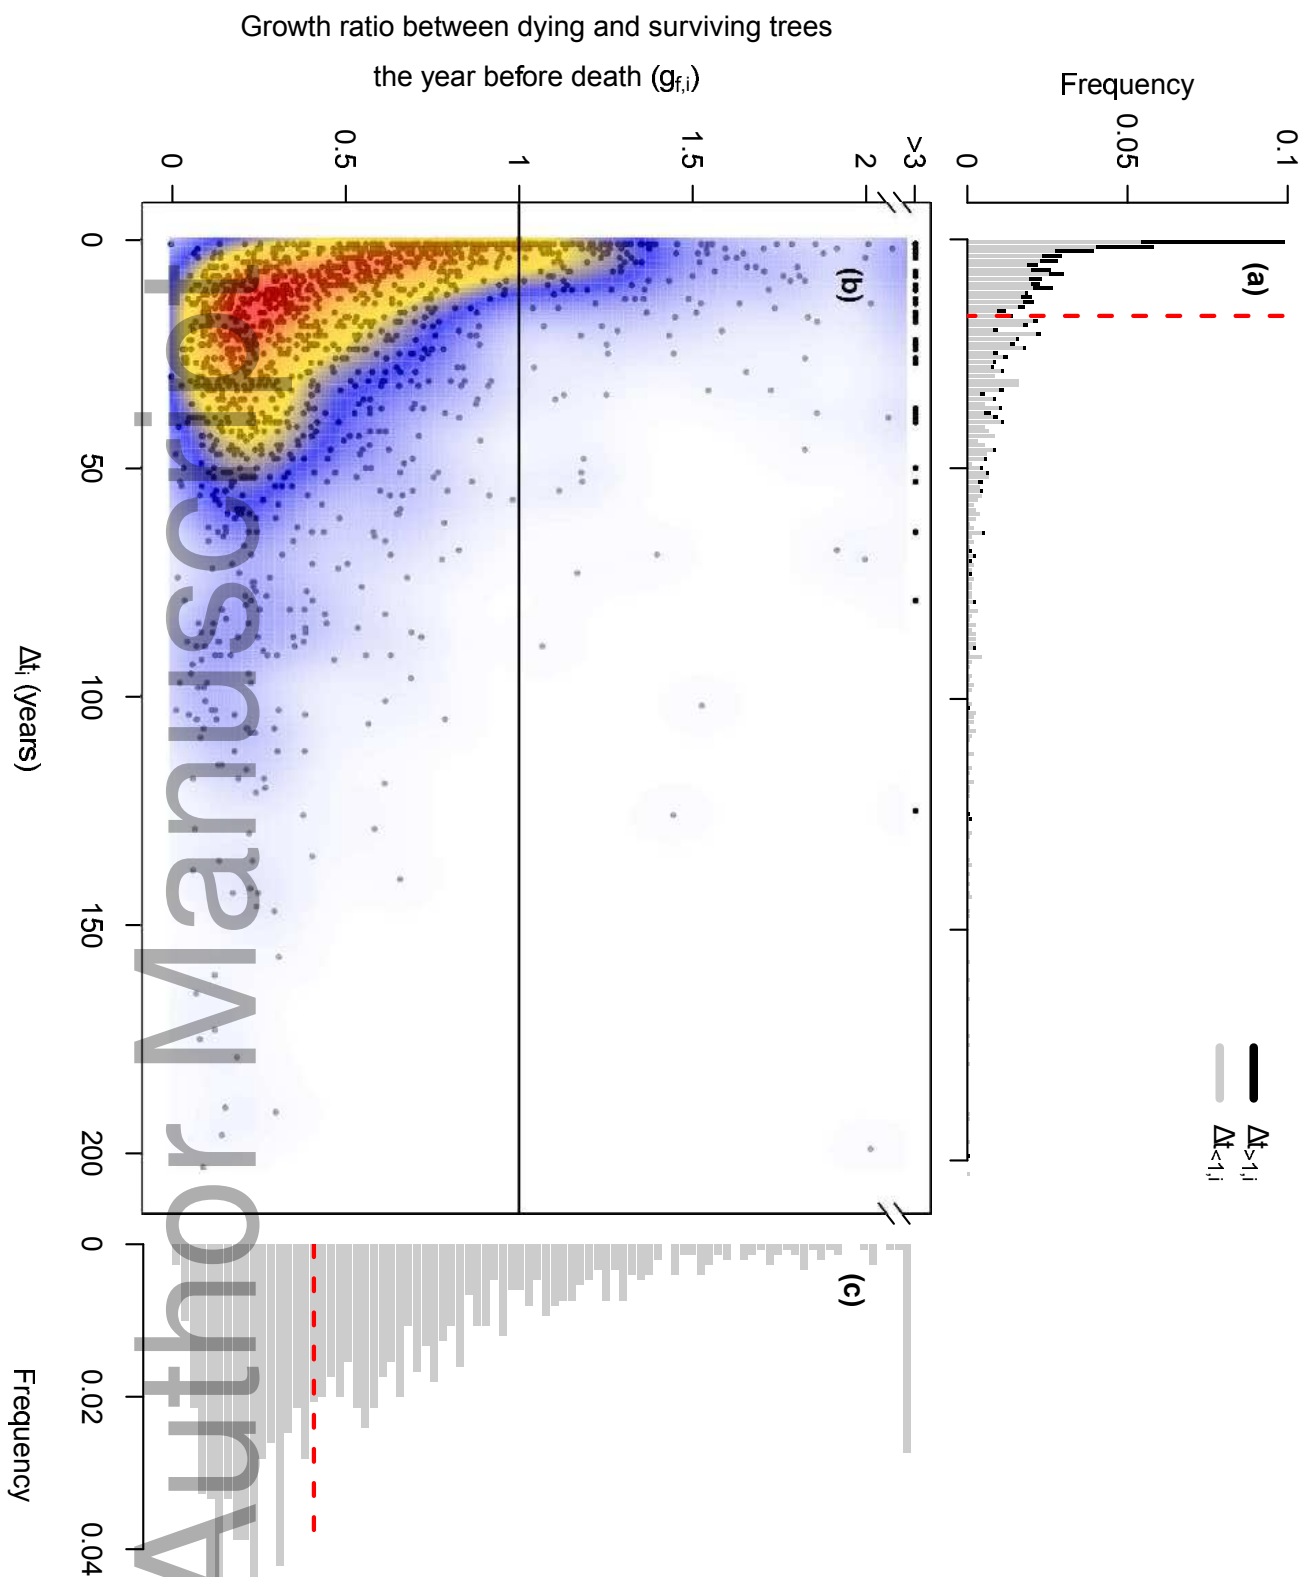 Growth ratio between dying and surviving trees
the year before death (gf,i)
Frequency
0
0.05
0.1
(a)
Δt>1,i
Δt<1,i
0
0.5
1
1.5
2
>3
(b)
0
50
100
150
200
Δti (years)
(c)
0
0.02
0.04
Frequency
Author Manuscript